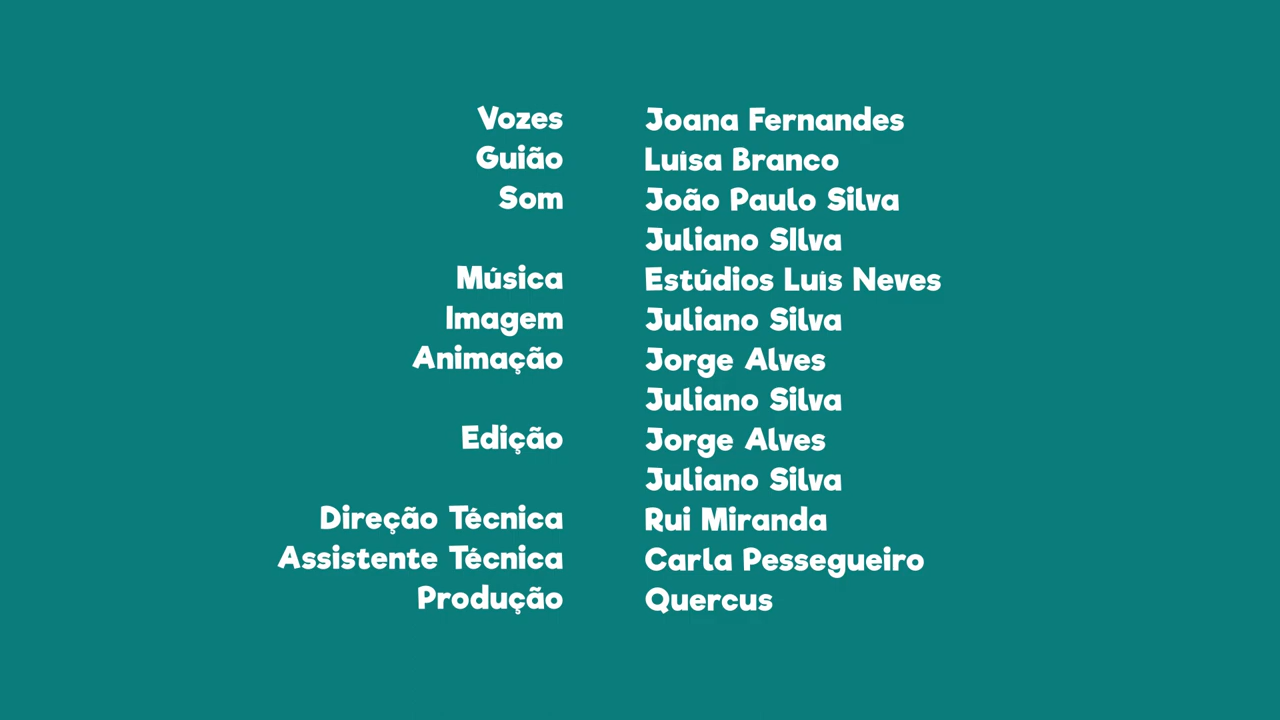 Vozes Joana Fernandes
Guião Luísa Branco
Som João Paulo Silva
Juliano SIlva
Música Estúdios Luís Neves
Imagem Juliano Silva
Animação Jorge Alves
Juliano Silva
Edição Jorge Alves
Juliano Silva
Direção Técnica Rui Miranda
Assistente Técnica Carla Pessegueiro
Produção Quercus